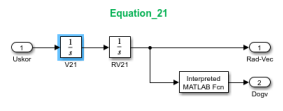 Equation_21
1
Uskor
1
s
V21
1
s
RV21
1
Rad-Vec
Interpreted
MATLAB Fcn
2
Dogv